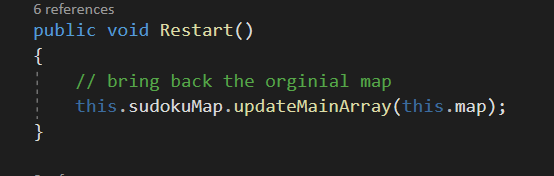 6 references
public void Restart()
{
// bring back the orginial map
this.sudokuMap.updateMainArray(this.map);
}